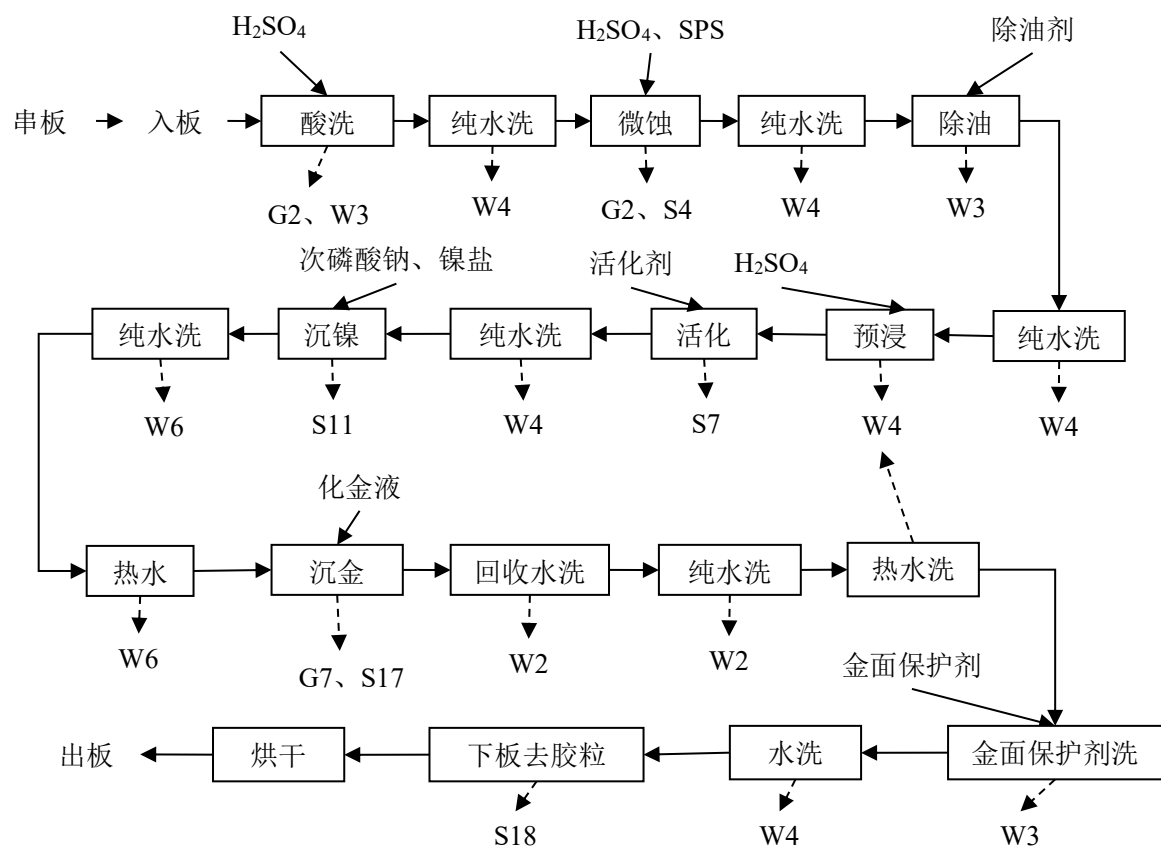 H₂SO₄ H₂SO₄、SPS 除油剂
串板 入板 酸洗 纯水洗 微蚀 纯水洗 除油
G2、W3 W4 G2、S4 W4 W3
次磷酸钠、镍盐 活化剂 H₂SO₄
纯水洗 沉镍 纯水洗 活化 预浸 纯水洗
W6 S11 W4 S7 W4 W4
化金液
热水 沉金 回收水洗 纯水洗 热水洗
W6 G7、S17 W2 W2 金面保护剂
出板 烘干 下板去胶粒 水洗 金面保护剂洗
S18 W4 W3